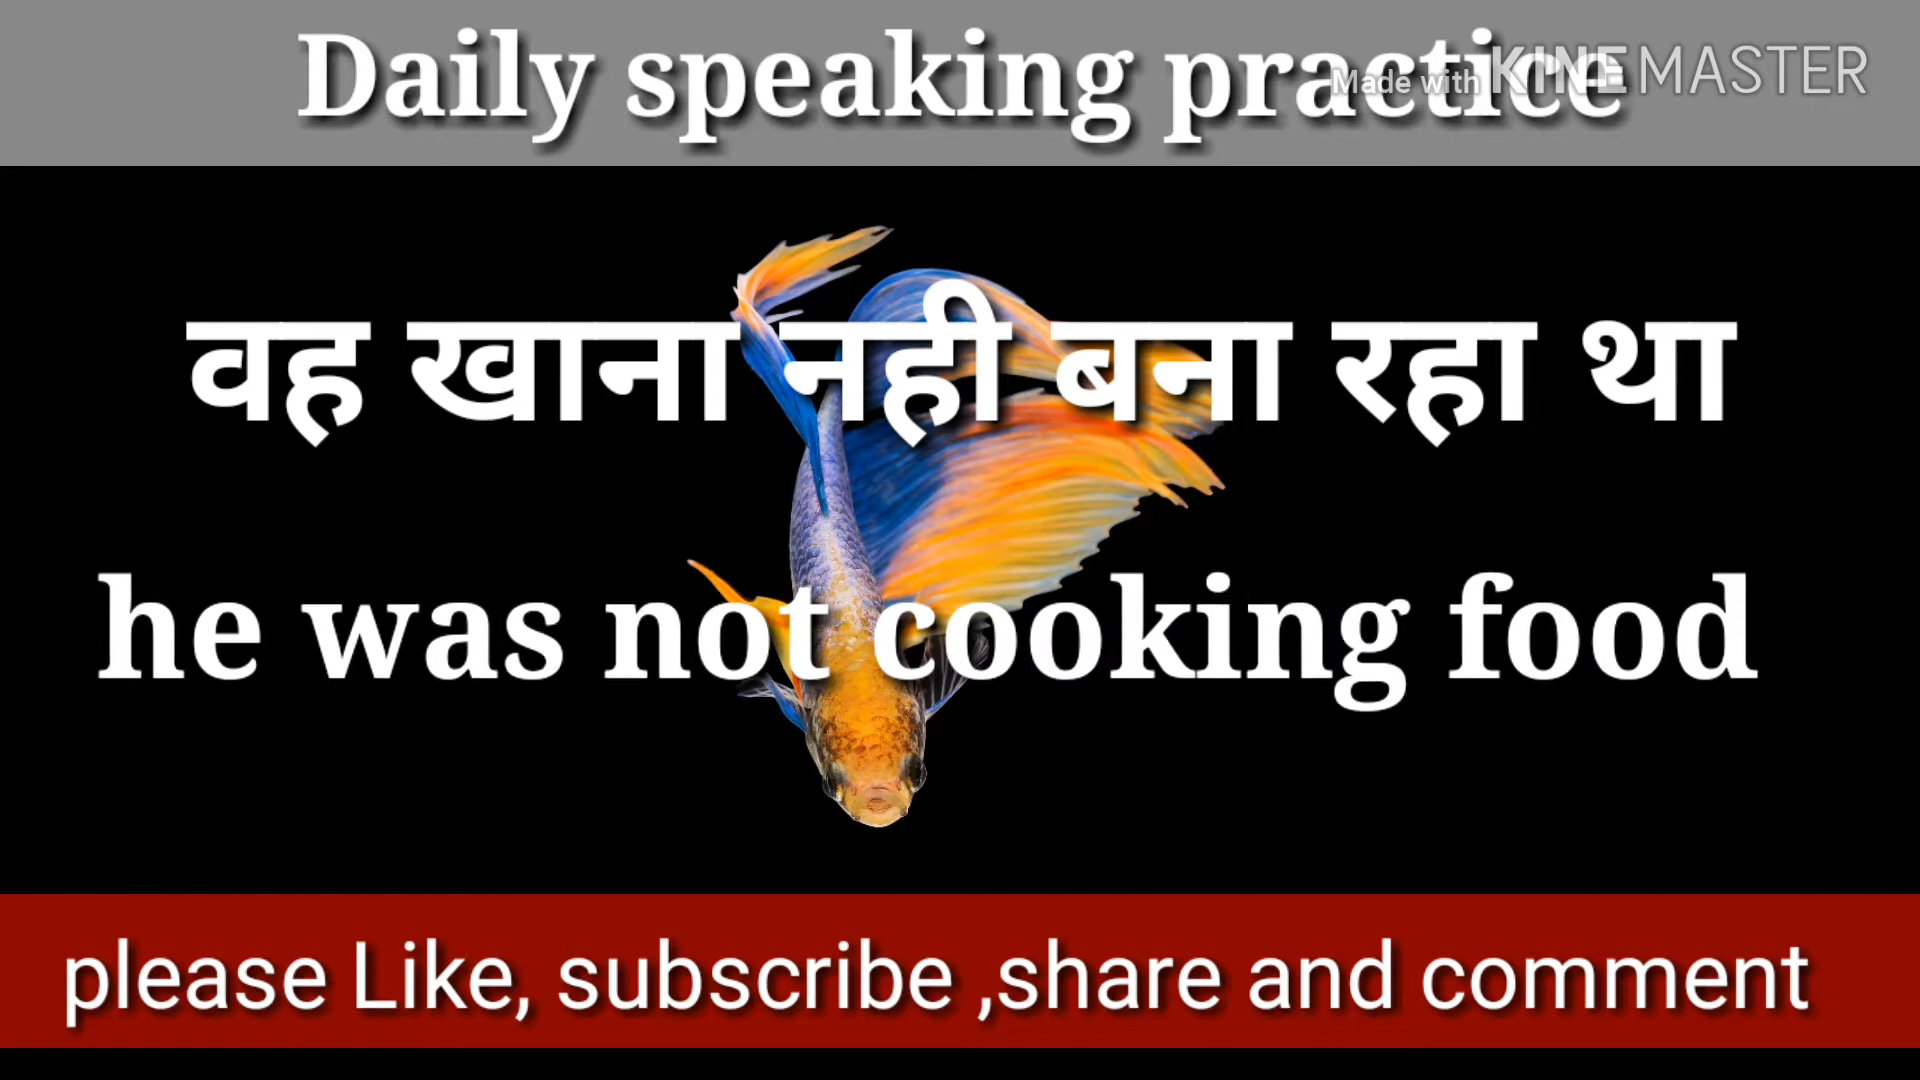 Daily speaking practice
Made with KINEMASTER
वह खाना नही बना रहा था
he was not cooking food
please Like, subscribe ,share and comment